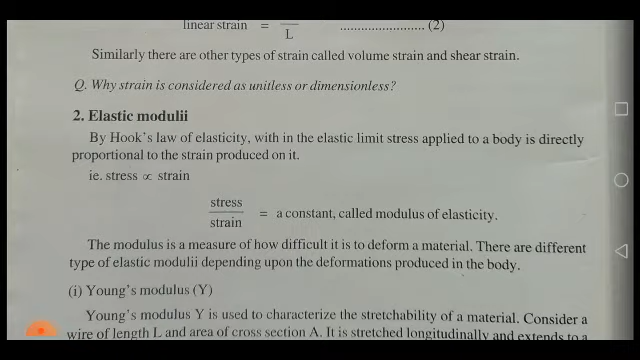 linear strain = ― ........................ (2)
L
Similarly there are other types of strain called volume strain and shear strain.
Q. Why strain is considered as unitless or dimensionless?
2. Elastic modulii
By Hook's law of elasticity, with in the elastic limit stress applied to a body is directly
proportional to the strain produced on it.
ie. stress ∝ strain
stress
strain
= a constant, called modulus of elasticity.
The modulus is a measure of how difficult it is to deform a material. There are different
type of elastic modulii depending upon the deformations produced in the body.
(i) Young's modulus (Y)
Young's modulus Y is used to characterize the stretchability of a material. Consider a
wire of length L and area of cross section A. It is stretched longitudinally and extends to a